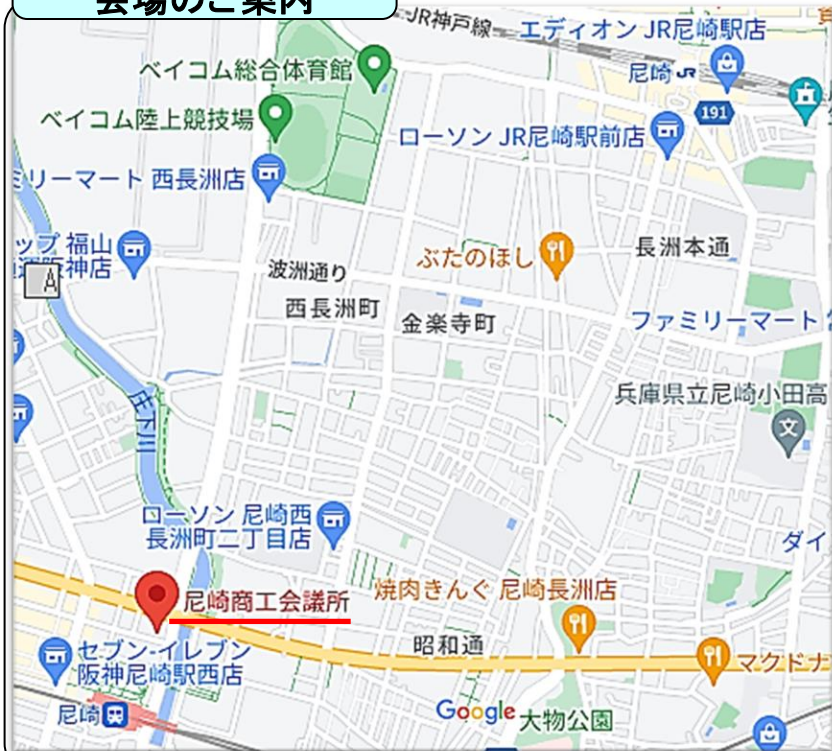 会場のご案内
JR神戸線
エディオン JR尼崎駅店
ベイコム総合体育館
尼崎 JR
191
ベイコム陸上競技場
ローソン JR尼崎駅前店
ミリーマート 西長洲店
ップ 福山
阪神店
A
ぶたのほし
長洲本通
波洲通り
西長洲町
金楽寺町
ファミリーマート
兵庫県立尼崎小田高
文
庄下川
ローソン 尼崎西
長洲町二丁目店
ダイ
尼崎商工会議所
焼肉きんぐ 尼崎長洲店
昭和通
セブン-イレブン
阪神尼崎駅西店
マクドナ
尼崎
Google
大物公園